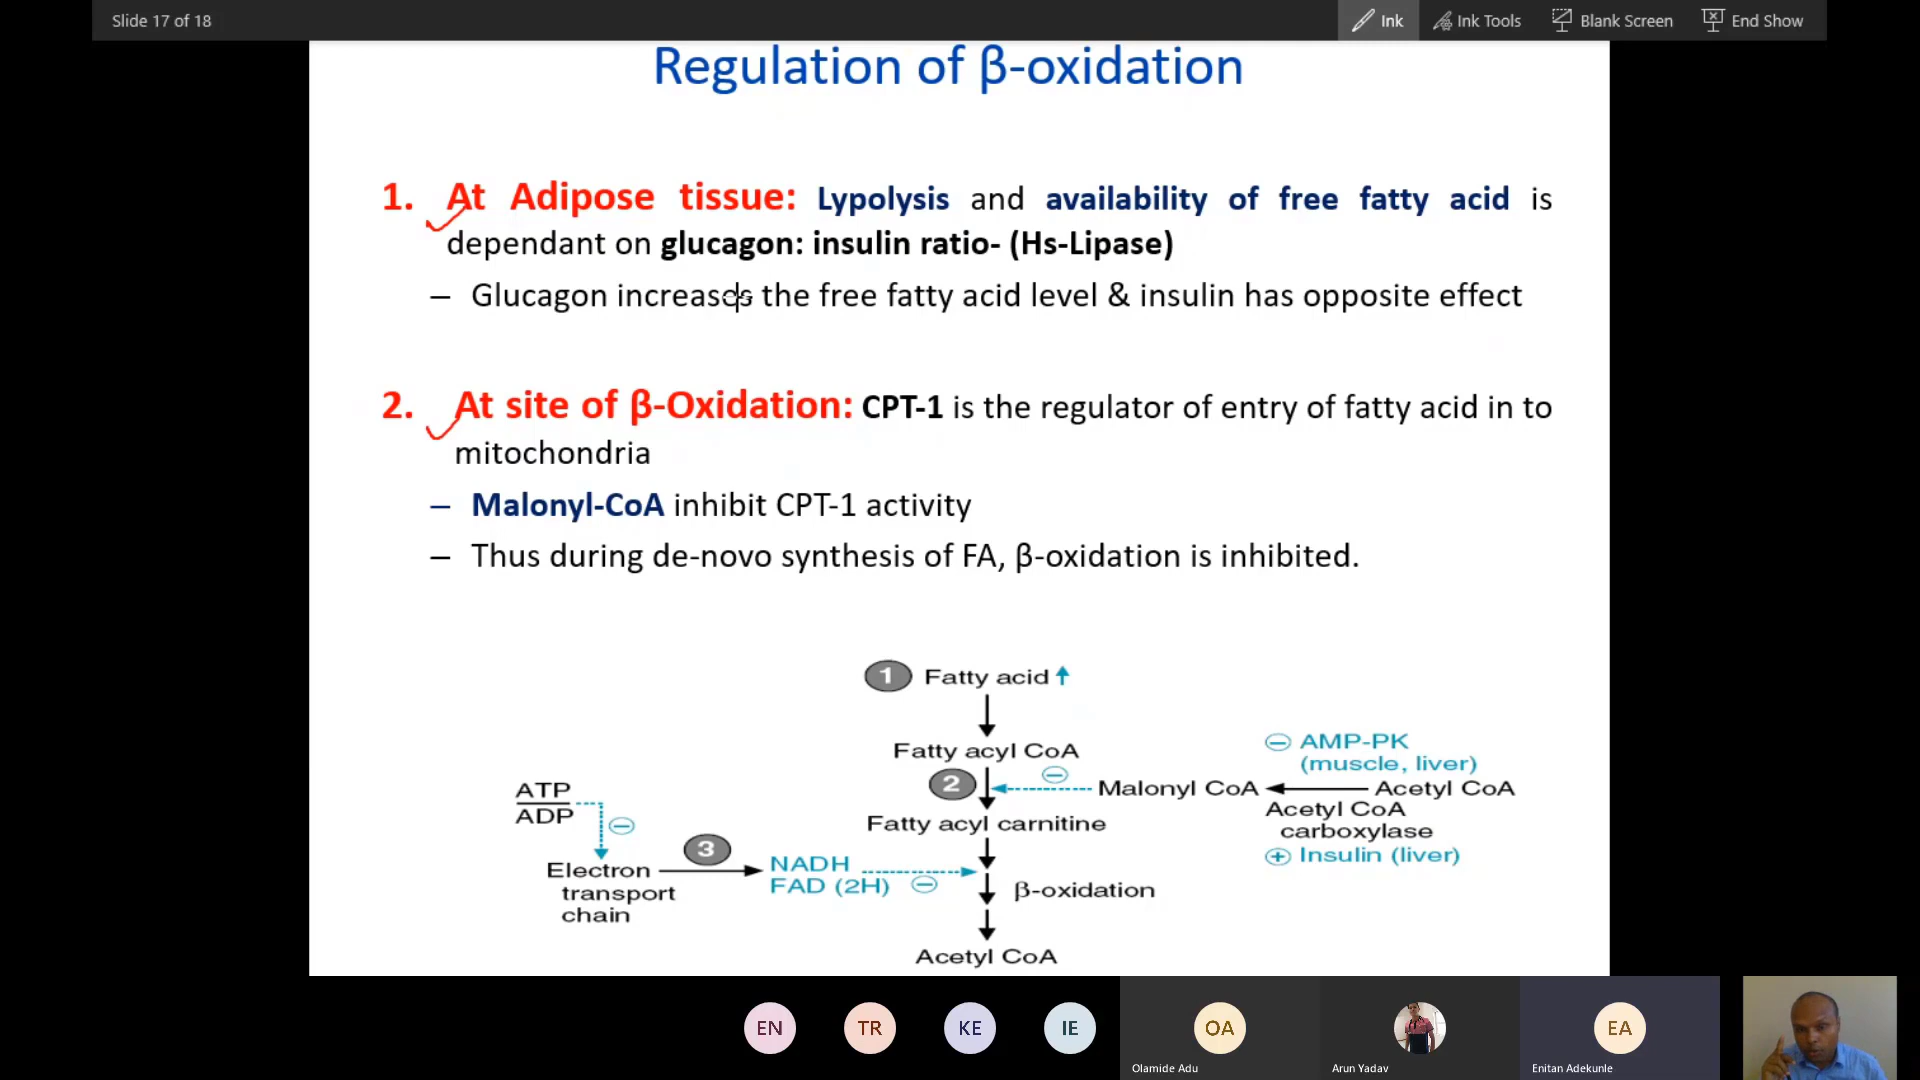 Slide 17 of 18
Ink
Ink Tools
Blank Screen
End Show
Regulation of β-oxidation
1. At Adipose tissue: Lypolysis and availability of free fatty acid is
dependant on glucagon: insulin ratio- (Hs-Lipase)
– Glucagon increases the free fatty acid level & insulin has opposite effect
2. At site of β-Oxidation: CPT-1 is the regulator of entry of fatty acid in to
mitochondria
– Malonyl-CoA inhibit CPT-1 activity
– Thus during de-novo synthesis of FA, β-oxidation is inhibited.
1 Fatty acid ↑
Fatty acyl CoA
2
Fatty acyl carnitine
β-oxidation
Acetyl CoA
− Malonyl CoA
− AMP-PK
(muscle, liver)
Acetyl CoA
Acetyl CoA
carboxylase
+ Insulin (liver)
ATP
ADP
−
Electron
transport
chain
3
NADH
FAD (2H) −
EN
TR
KE
IE
OA
Olamide Adu
Arun Yadav
EA
Enitan Adekunle